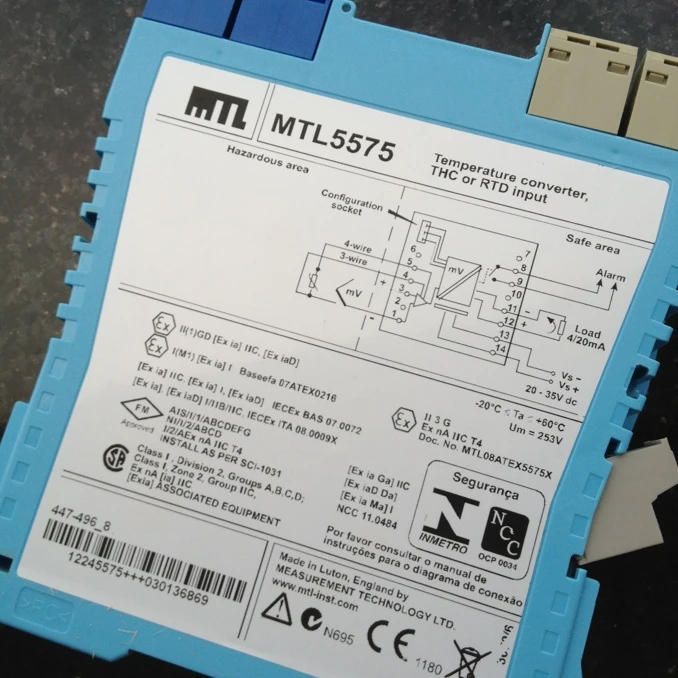 MTL
MTL5575
Temperature converter,
THC or RTD input
Hazardous area
Configuration
socket
Safe area
4-wire
3-wire
mV
mV
+
-
6
5
4
3
2
1
7
8
9
10
11
12
13
14
Alarm
-
+
Load
4/20mA
Vs -
Vs +
20 - 35V dc
Ex II(1)GD [Ex ia] IIC, [Ex iaD]
Ex I(M1) [Ex ia] I Baseefa 07ATEX0216
[Ex ia] IIC, [Ex ia] I, [Ex iaD] IECEx BAS 07.0072
[Ex ia], [Ex iaD] I/IIB/IIC, IECEx ITA 08.0009X
-20°C ≤ Ta ≤ +60°C
Um = 253V
FM
Approved
AIS/I/1/ABCDEFG
NI/I/2/ABCD
I/2/AEx nA IIC T4
INSTALL AS PER SCI-1031
Ex II 3 G
Ex nA IIC T4
Doc. No. MTL08ATEX5575X
Class I, Division 2, Groups A,B,C,D;
Class I, Zone 2, Group IIC,
Ex nA [ia] IIC
[Exia] ASSOCIATED EQUIPMENT
[Ex ia Ga] IIC
[Ex iaD Da]
[Ex ia Ma] I
NCC 11.0484
Segurança
INMETRO
NCC
OCP 0034
Por favor consultar o manual de
instruções para o diagrama de conexão
447-496_8
12245575+++030136869
Made in Luton, England by
MEASUREMENT TECHNOLOGY LTD.
www.mtl-inst.com
N695
CE 1180